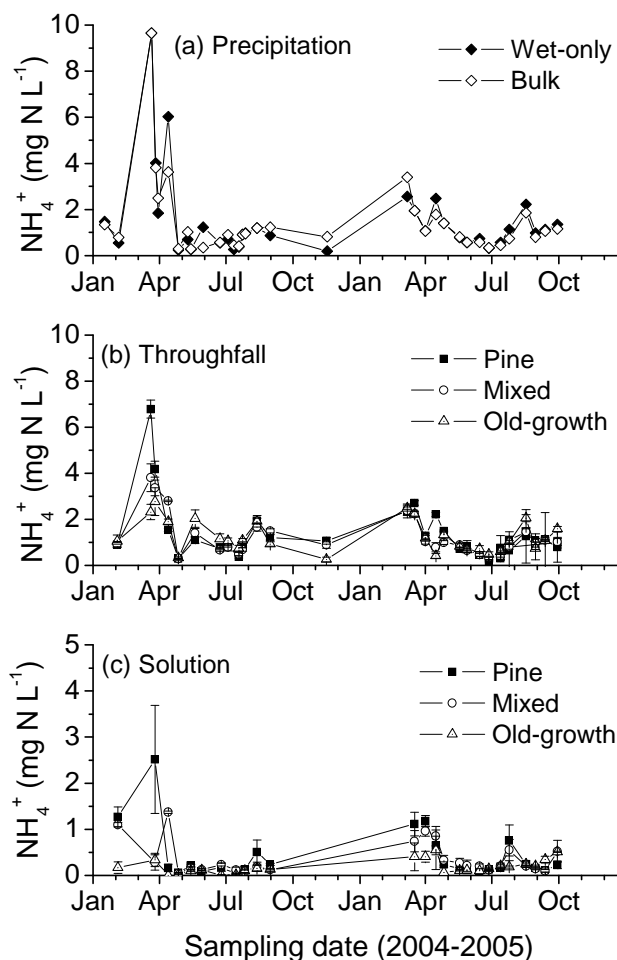 (a) Precipitation
Wet-only
Bulk
NH₄⁺ (mg N L⁻¹)
10
8
6
4
2
0
Jan Apr Jul Oct Jan Apr Jul Oct
(b) Throughfall
Pine
Mixed
Old-growth
NH₄⁺ (mg N L⁻¹)
10
8
6
4
2
0
Jan Apr Jul Oct Jan Apr Jul Oct
(c) Solution
Pine
Mixed
Old-growth
NH₄⁺ (mg N L⁻¹)
5
4
3
2
1
0
Jan Apr Jul Oct Jan Apr Jul Oct
Sampling date (2004-2005)